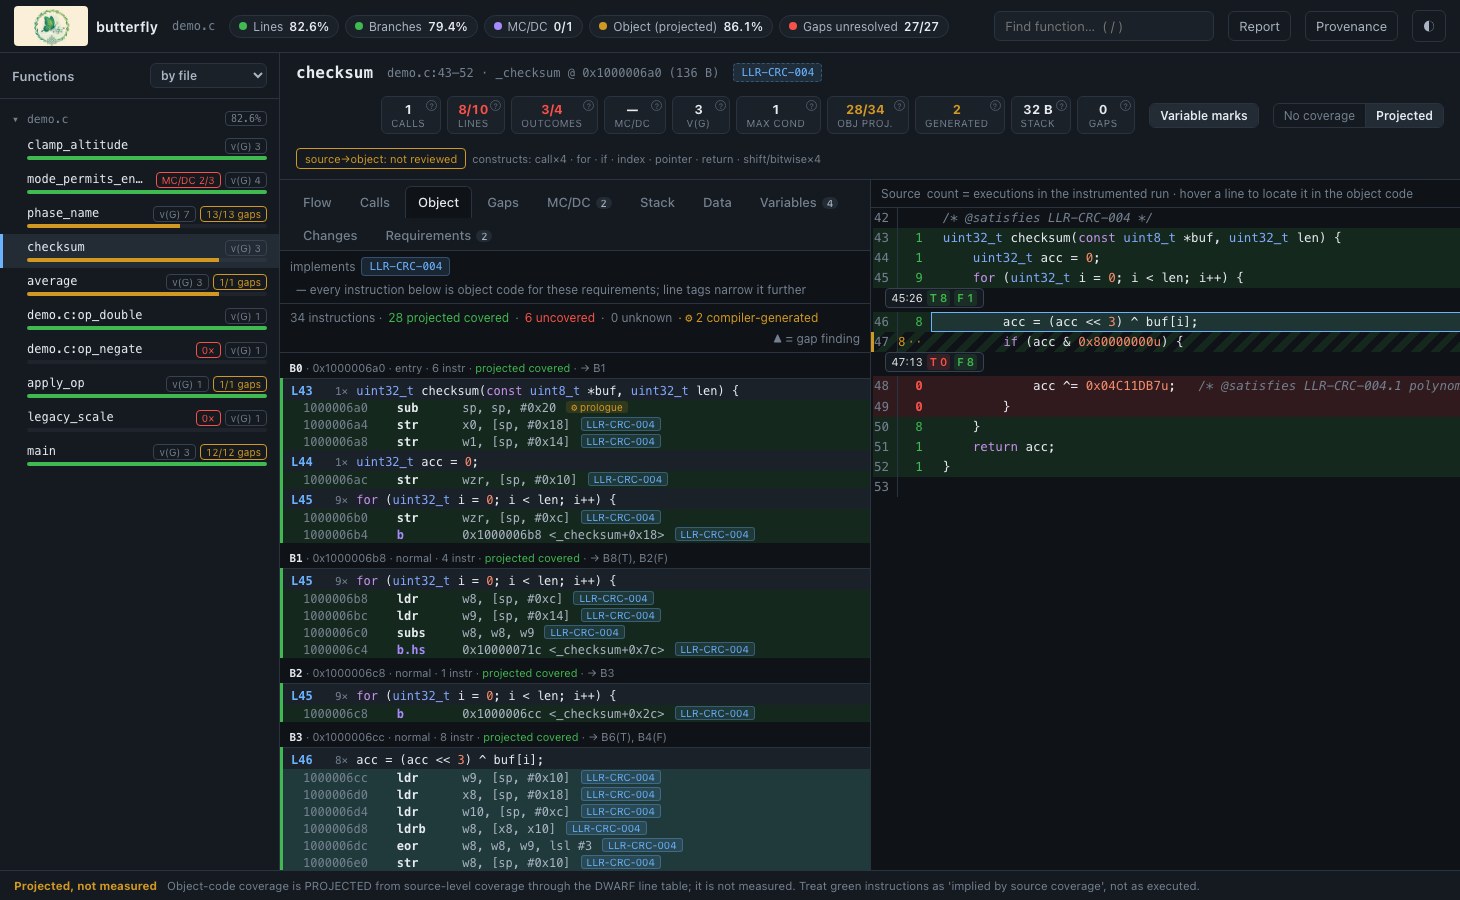 butterfly demo.c Lines 82.6% Branches 79.4% MC/DC 0/1 Object (projected) 86.1% Gaps unresolved 27/27 Find function... ( / ) Report Provenance
Functions by file
▾ demo.c 82.6%
clamp_altitude v(G) 3
mode_permits_en… MC/DC 2/3 v(G) 4
phase_name v(G) 7 13/13 gaps
checksum v(G) 3
average v(G) 3 1/1 gaps
demo.c:op_double v(G) 1
demo.c:op_negate 0× v(G) 1
apply_op v(G) 1 1/1 gaps
legacy_scale 0× v(G) 1
main v(G) 3 12/12 gaps
checksum demo.c:43–52 · _checksum @ 0x1000006a0 (136 B) LLR-CRC-004
1 ? 8/10 ? 3/4 ? — ? 3 ? 1 ? 28/34 ? 2 ? 32 B ? 0 ?
CALLS LINES OUTCOMES MC/DC V(G) MAX COND OBJ PROJ. GENERATED STACK GAPS
Variable marks No coverage Projected
source→object: not reviewed constructs: call×4 · for · if · index · pointer · return · shift/bitwise×4
Flow Calls Object Gaps MC/DC 2 Stack Data Variables 4
Changes Requirements 2
implements LLR-CRC-004
— every instruction below is object code for these requirements; line tags narrow it further
34 instructions · 28 projected covered · 6 uncovered · 0 unknown · ⚙ 2 compiler-generated
▲ = gap finding
B0 · 0x1000006a0 · entry · 6 instr · projected covered · → B1
L43 1× uint32_t checksum(const uint8_t *buf, uint32_t len) {
1000006a0 sub sp, sp, #0x20 ⚙ prologue
1000006a4 str x0, [sp, #0x18] LLR-CRC-004
1000006a8 str w1, [sp, #0x14] LLR-CRC-004
L44 1× uint32_t acc = 0;
1000006ac str wzr, [sp, #0x10] LLR-CRC-004
L45 9× for (uint32_t i = 0; i < len; i++) {
1000006b0 str wzr, [sp, #0xc] LLR-CRC-004
1000006b4 b 0x1000006b8 <_checksum+0x18> LLR-CRC-004
B1 · 0x1000006b8 · normal · 4 instr · projected covered · → B8(T), B2(F)
L45 9× for (uint32_t i = 0; i < len; i++) {
1000006b8 ldr w8, [sp, #0xc] LLR-CRC-004
1000006bc ldr w9, [sp, #0x14] LLR-CRC-004
1000006c0 subs w8, w8, w9 LLR-CRC-004
1000006c4 b.hs 0x10000071c <_checksum+0x7c> LLR-CRC-004
B2 · 0x1000006c8 · normal · 1 instr · projected covered · → B3
L45 9× for (uint32_t i = 0; i < len; i++) {
1000006c8 b 0x1000006cc <_checksum+0x2c> LLR-CRC-004
B3 · 0x1000006cc · normal · 8 instr · projected covered · → B6(T), B4(F)
L46 8× acc = (acc << 3) ^ buf[i];
1000006cc ldr w9, [sp, #0x10] LLR-CRC-004
1000006d0 ldr x8, [sp, #0x18] LLR-CRC-004
1000006d4 ldr w10, [sp, #0xc] LLR-CRC-004
1000006d8 ldrb w8, [x8, x10] LLR-CRC-004
1000006dc eor w8, w8, w9, lsl #3 LLR-CRC-004
1000006e0 str w8, [sp, #0x10] LLR-CRC-004
Source count = executions in the instrumented run · hover a line to locate it in the object code
42 /* @satisfies LLR-CRC-004 */
43 1 uint32_t checksum(const uint8_t *buf, uint32_t len) {
44 1 uint32_t acc = 0;
45 9 for (uint32_t i = 0; i < len; i++) {
45:26 T 8 F 1
46 8 acc = (acc << 3) ^ buf[i];
47 8·· if (acc & 0x80000000u) {
47:13 T 0 F 8
48 0 acc ^= 0x04C11DB7u; /* @satisfies LLR-CRC-004.1 polynom
49 0 }
50 8 }
51 1 return acc;
52 1 }
53
Projected, not measured Object-code coverage is PROJECTED from source-level coverage through the DWARF line table; it is not measured. Treat green instructions as 'implied by source coverage', not as executed.